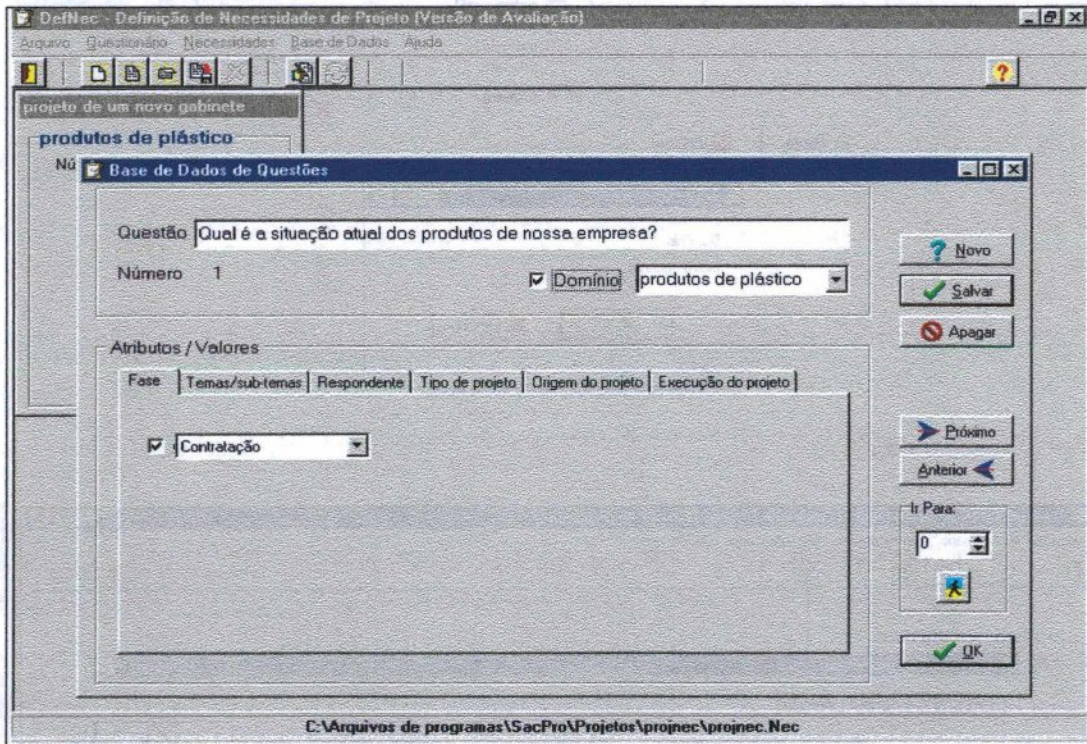 DefNec - Definição de Necessidades de Projeto (Versão de Avaliação)
Arquivo Questionário Necessidades Base de Dados Ajuda
projeto de um novo gabinete
produtos de plástico
Nú
Base de Dados de Questões
Questão Qual é a situação atual dos produtos de nossa empresa?
Número 1 Domínio produtos de plástico
Novo
Salvar
Apagar
Atributos / Valores
Fase Temas/sub-temas Respondente Tipo de projeto Origem do projeto Execução do projeto
Contratação
Próximo
Anterior
Ir Para:
0
OK
C:\Arquivos de programas\SacPro\Projetos\projnec\projnec.Nec